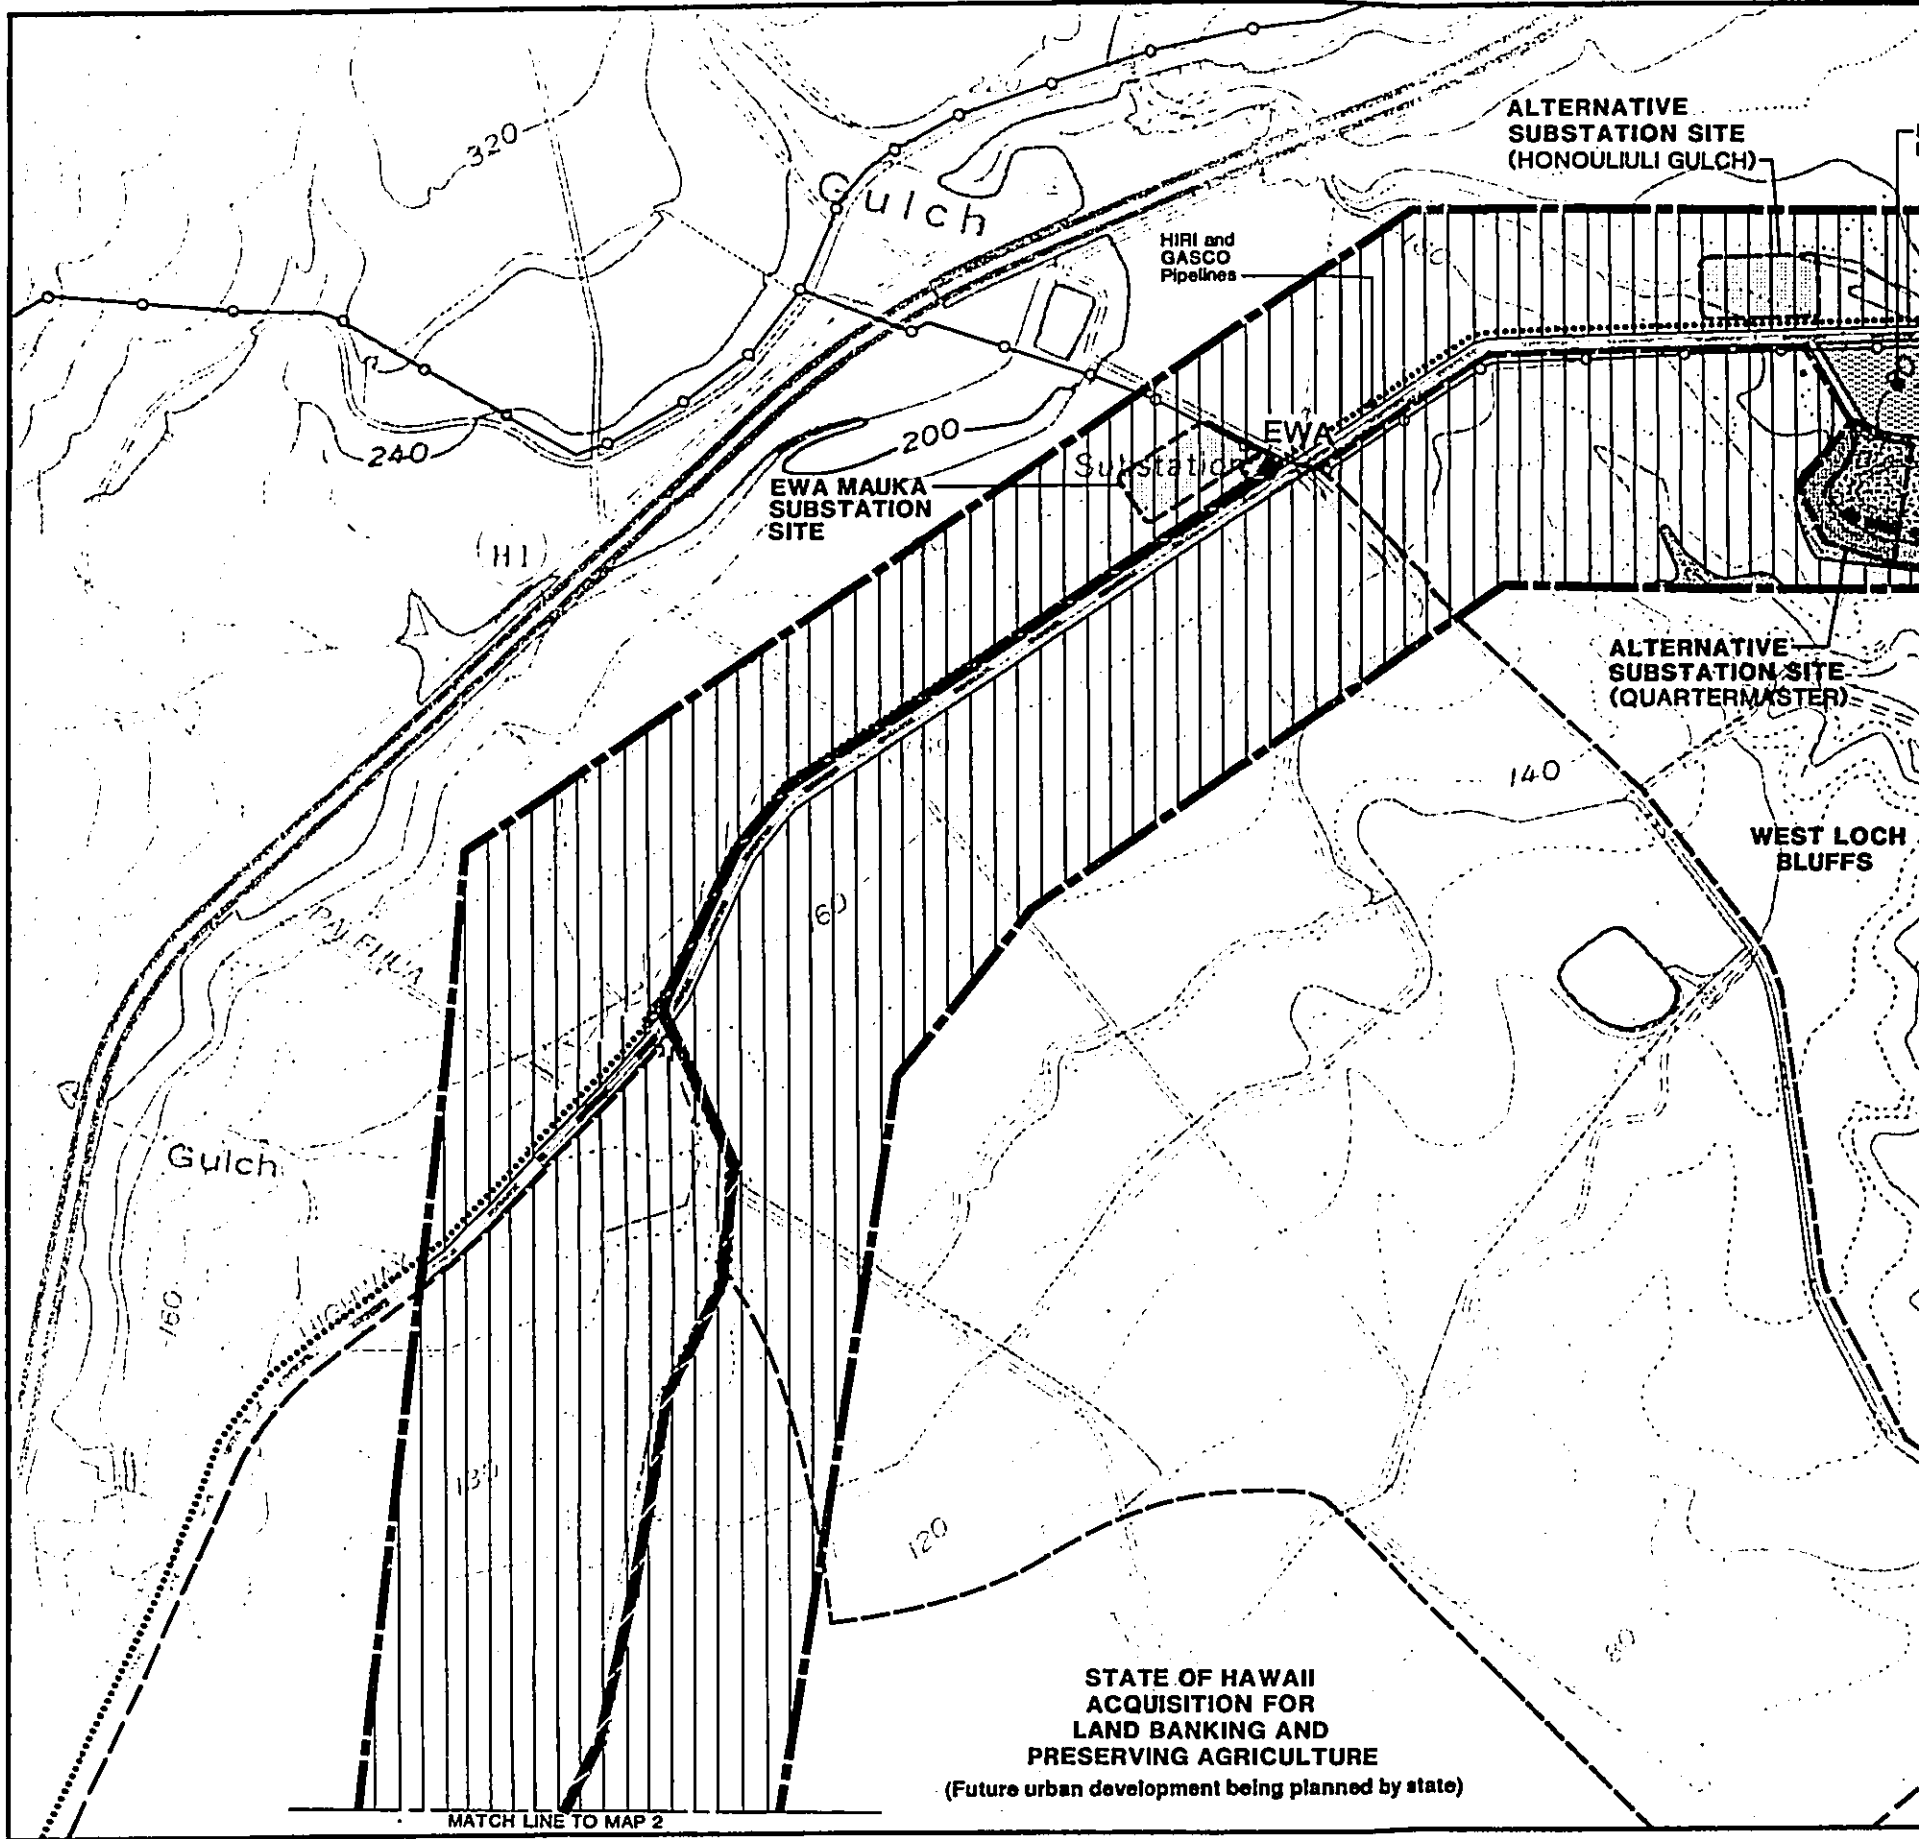 ALTERNATIVE
SUBSTATION SITE
(HONOULIULI GULCH)
320
Gulch
HIRI and
GASCO
Pipelines
EWA
200
240
Substation
EWA MAUKA
SUBSTATION
SITE
(H1)
ALTERNATIVE
SUBSTATION SITE
(QUARTERMASTER)
140
WEST LOCH
BLUFFS
160
PALEHUA
Gulch
HIGHWAY
160
120
80
STATE OF HAWAII
ACQUISITION FOR
LAND BANKING AND
PRESERVING AGRICULTURE
(Future urban development being planned by state)
MATCH LINE TO MAP 2